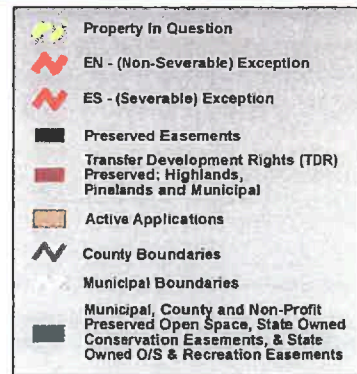 Property In Question
EN - (Non-Severable) Exception
ES - (Severable) Exception
Preserved Easements
Transfer Development Rights (TDR)
Preserved; Highlands,
Pinelands and Municipal
Active Applications
County Boundaries
Municipal Boundaries
Municipal, County and Non-Profit
Preserved Open Space, State Owned
Conservation Easements, & State
Owned O/S & Recreation Easements